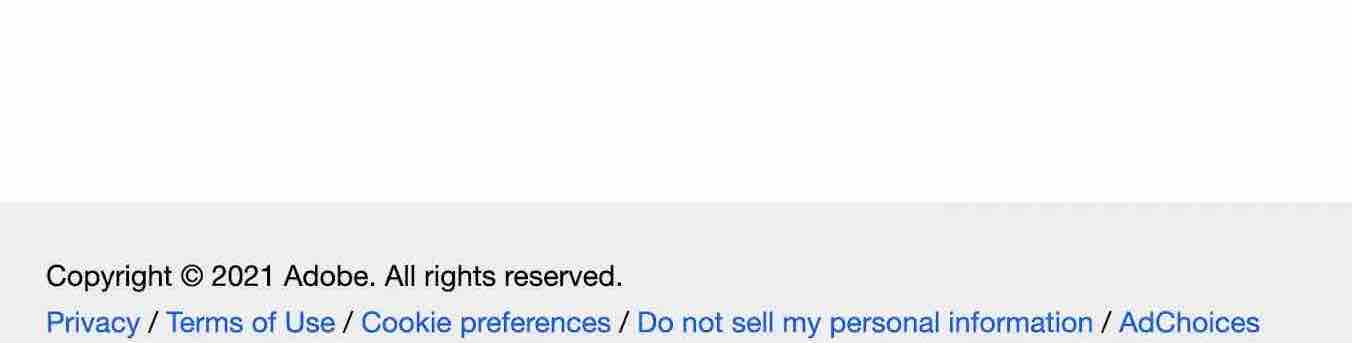 Copyright © 2021 Adobe. All rights reserved.
Privacy / Terms of Use / Cookie preferences / Do not sell my personal information / AdChoices